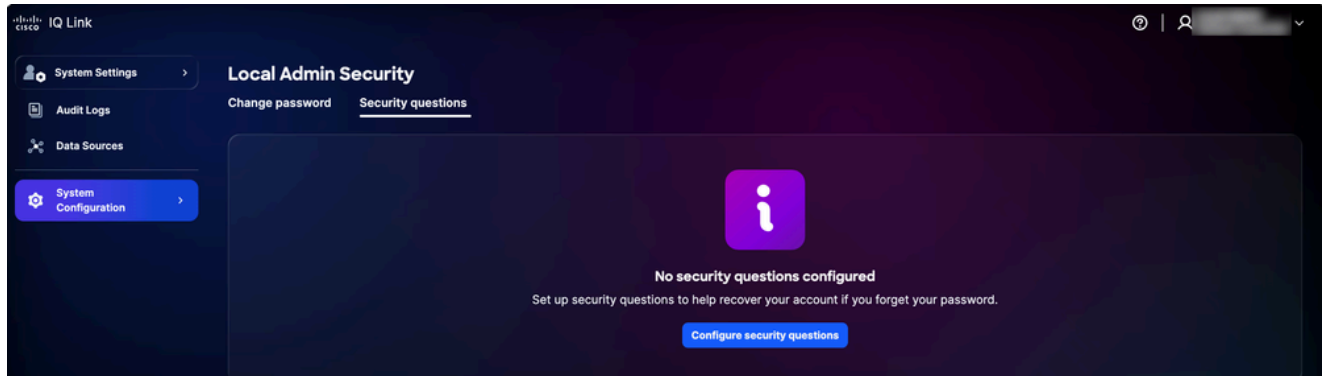 cisco IQ Link
System Settings
Audit Logs
Data Sources
System
Configuration
Local Admin Security
Change password Security questions
No security questions configured
Set up security questions to help recover your account if you forget your password.
Configure security questions